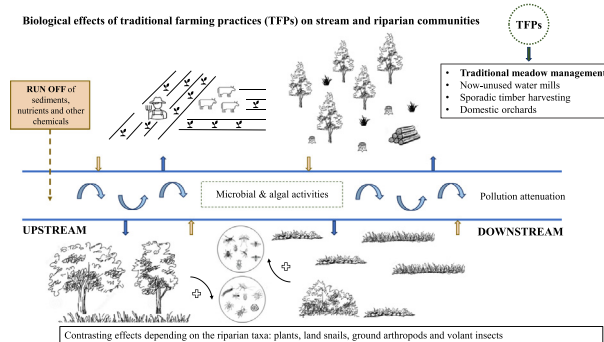 Biological effects of traditional farming practices (TFPs) on stream and riparian communities
TFPs
• Traditional meadow management
• Now-unused water mills
• Sporadic timber harvesting
• Domestic orchards
RUN OFF of
sediments,
nutrients and other
chemicals
Microbial & algal activities
Pollution attenuation
UPSTREAM
DOWNSTREAM
Contrasting effects depending on the riparian taxa: plants, land snails, ground arthropods and volant insects